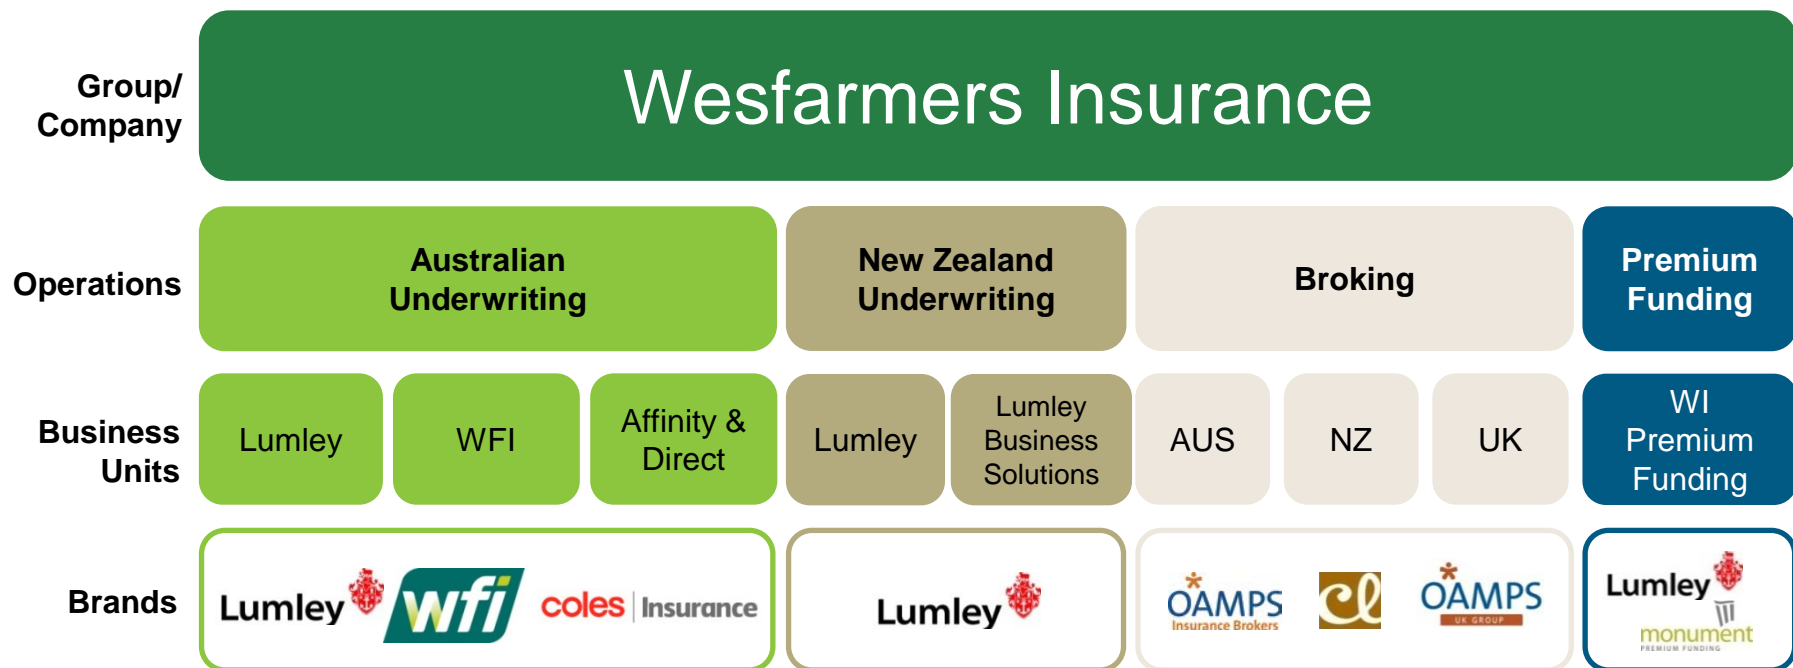 Group/
Company
Wesfarmers Insurance
Operations
Australian
Underwriting
New Zealand
Underwriting
Broking
Premium
Funding
Business
Units
Lumley
WFI
Affinity &
Direct
Lumley
Lumley
Business
Solutions
AUS
NZ
UK
WI
Premium
Funding
Brands
Lumley
wfi
coles | Insurance
Lumley
OAMPS
Insurance Brokers
cl
OAMPS
UK GROUP
Lumley
monument
PREMIUM FUNDING